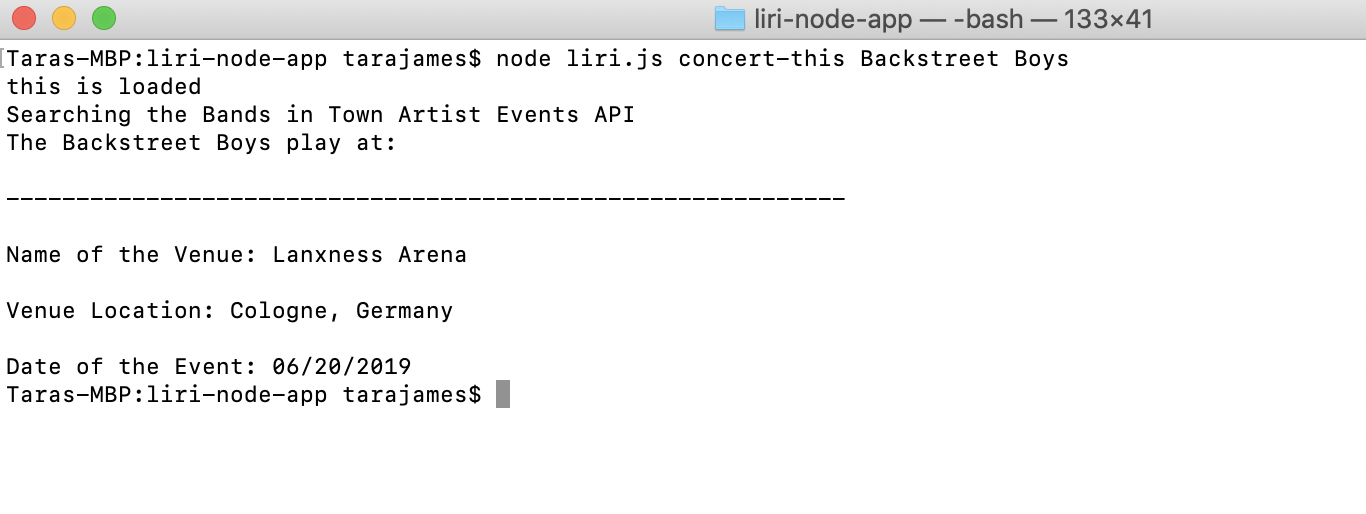 liri-node-app — -bash — 133×41
Taras-MBP:liri-node-app tarajames$ node liri.js concert-this Backstreet Boys
this is loaded
Searching the Bands in Town Artist Events API
The Backstreet Boys play at:
------------------------------------------------------------
Name of the Venue: Lanxness Arena
Venue Location: Cologne, Germany
Date of the Event: 06/20/2019
Taras-MBP:liri-node-app tarajames$